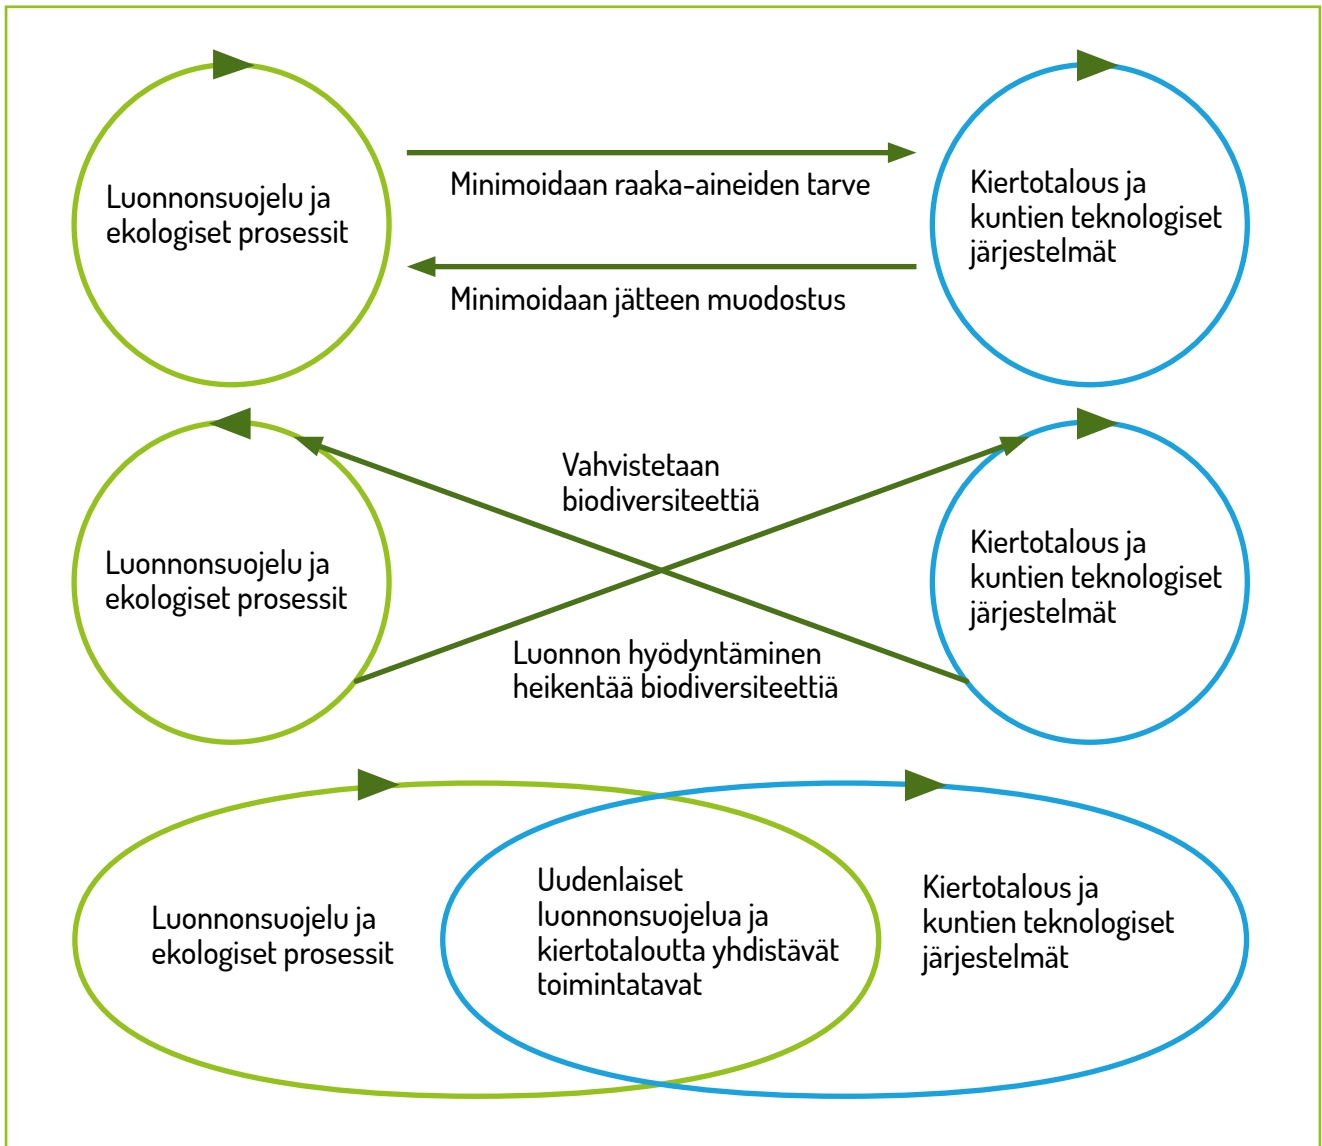 Luonnonsuojelu ja
ekologiset prosessit
Minimoidaan raaka-aineiden tarve
Minimoidaan jätteen muodostus
Kiertotalous ja
kuntien teknologiset
järjestelmät
Luonnonsuojelu ja
ekologiset prosessit
Vahvistetaan
biodiversiteettiä
Luonnon hyödyntäminen
heikentää biodiversiteettiä
Kiertotalous ja
kuntien teknologiset
järjestelmät
Luonnonsuojelu ja
ekologiset prosessit
Uudenlaiset
luonnonsuojelua ja
kiertotaloutta yhdistävät
toimintatavat
Kiertotalous ja
kuntien teknologiset
järjestelmät